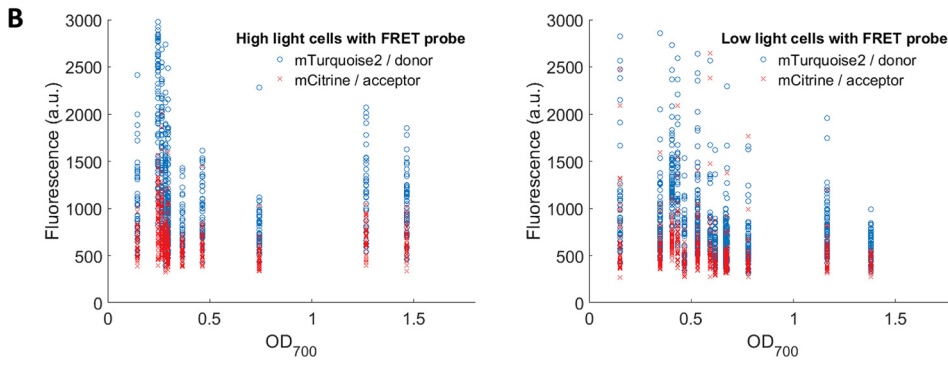 B
High light cells with FRET probe
mTurquoise2 / donor
mCitrine / acceptor
Fluorescence (a.u.)
3000
2500
2000
1500
1000
500
0
0
0.5
1
1.5
OD700
Low light cells with FRET probe
mTurquoise2 / donor
mCitrine / acceptor
Fluorescence (a.u.)
3000
2500
2000
1500
1000
500
0
0
0.5
1
1.5
OD700